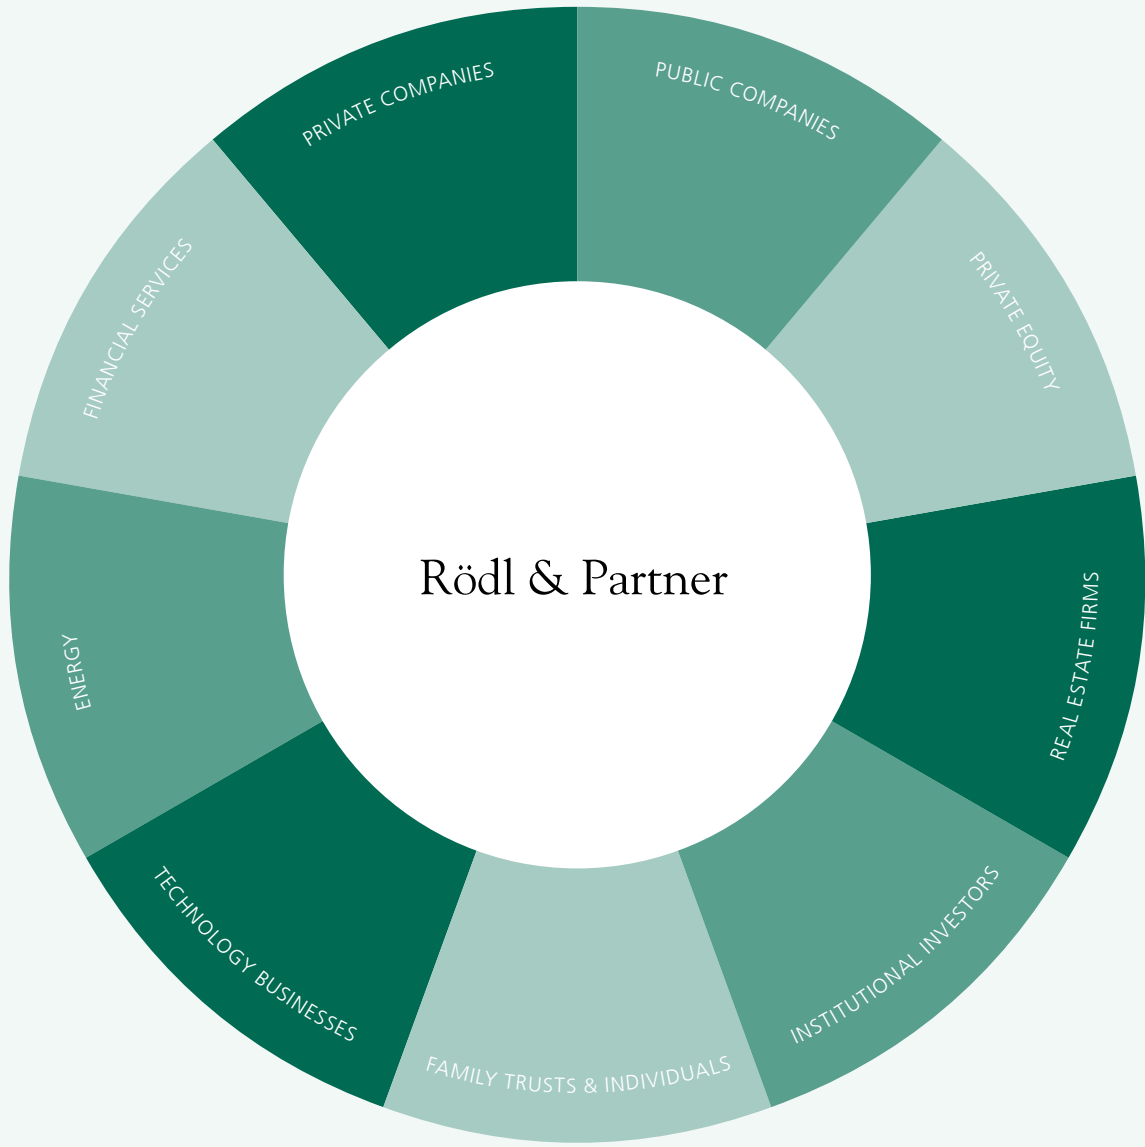 PRIVATE COMPANIES
PUBLIC COMPANIES
PRIVATE EQUITY
REAL ESTATE FIRMS
INSTITUTIONAL INVESTORS
FAMILY TRUSTS & INDIVIDUALS
TECHNOLOGY BUSINESSES
ENERGY
FINANCIAL SERVICES
Rödl & Partner